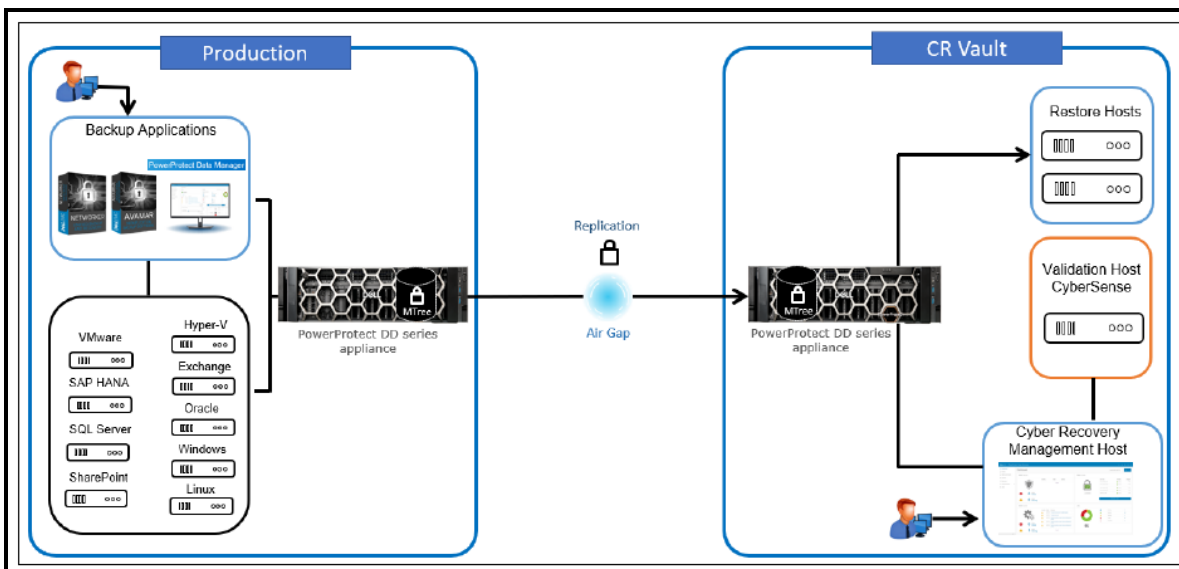 Production
Backup Applications
PowerProtect Data Manager
NETWORKER
AVAMAR
VMware
SAP HANA
SQL Server
SharePoint
Hyper-V
Exchange
Oracle
Windows
Linux
MTree
PowerProtect DD series
appliance
Replication
Air Gap
CR Vault
MTree
PowerProtect DD series
appliance
Restore Hosts
Validation Host
CyberSense
Cyber Recovery
Management Host